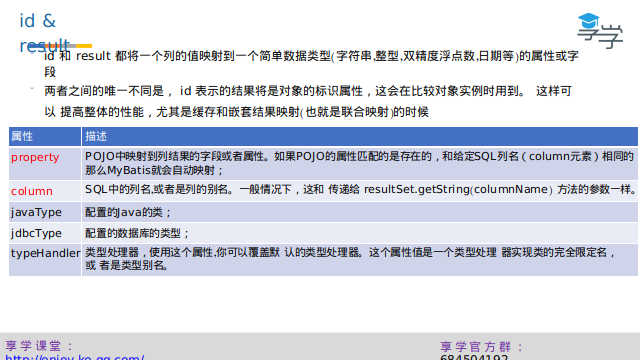 id &
result
id 和 result 都将一个列的值映射到一个简单数据类型(字符串,整型,双精度浮点数,日期等)的属性或字
段
两者之间的唯一不同是， id 表示的结果将是对象的标识属性，这会在比较对象实例时用到。 这样可
以 提高整体的性能，尤其是缓存和嵌套结果映射(也就是联合映射)的时候
享学
属性 描述
property POJO中映射到列结果的字段或者属性。如果POJO的属性匹配的是存在的，和给定SQL列名（column元素）相同的
那么MyBatis就会自动映射；
column SQL中的列名,或者是列的别名。一般情况下，这和 传递给 resultSet.getString(columnName）方法的参数一样。
javaType 配置的Java的类；
jdbcType 配置的数据库的类型；
typeHandler 类型处理器，使用这个属性,你可以覆盖默 认的类型处理器。这个属性值是一个类型处理 器实现类的完全限定名，
或 者是类型别名。
享学课堂：
http://enjoy.ke.qq.com/
享学官方群：
684504192